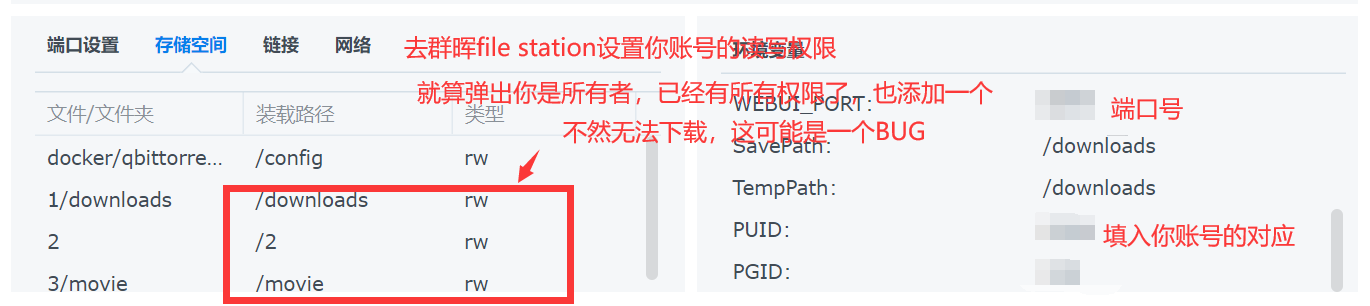 端口设置 存储空间 链接 网络
去群晖file station设置你账号的读写权限
环境变量
就算弹出你是所有者，已经有所有权限了，也添加一个
不然无法下载，这可能是一个BUG
文件/文件夹 装载路径 类型
docker/qbittorre... /config rw
1/downloads /downloads rw
2 /2 rw
3/movie /movie rw
WEBUI_PORT: 端口号
SavePath: /downloads
TempPath: /downloads
PUID: 填入你账号的对应
PGID: